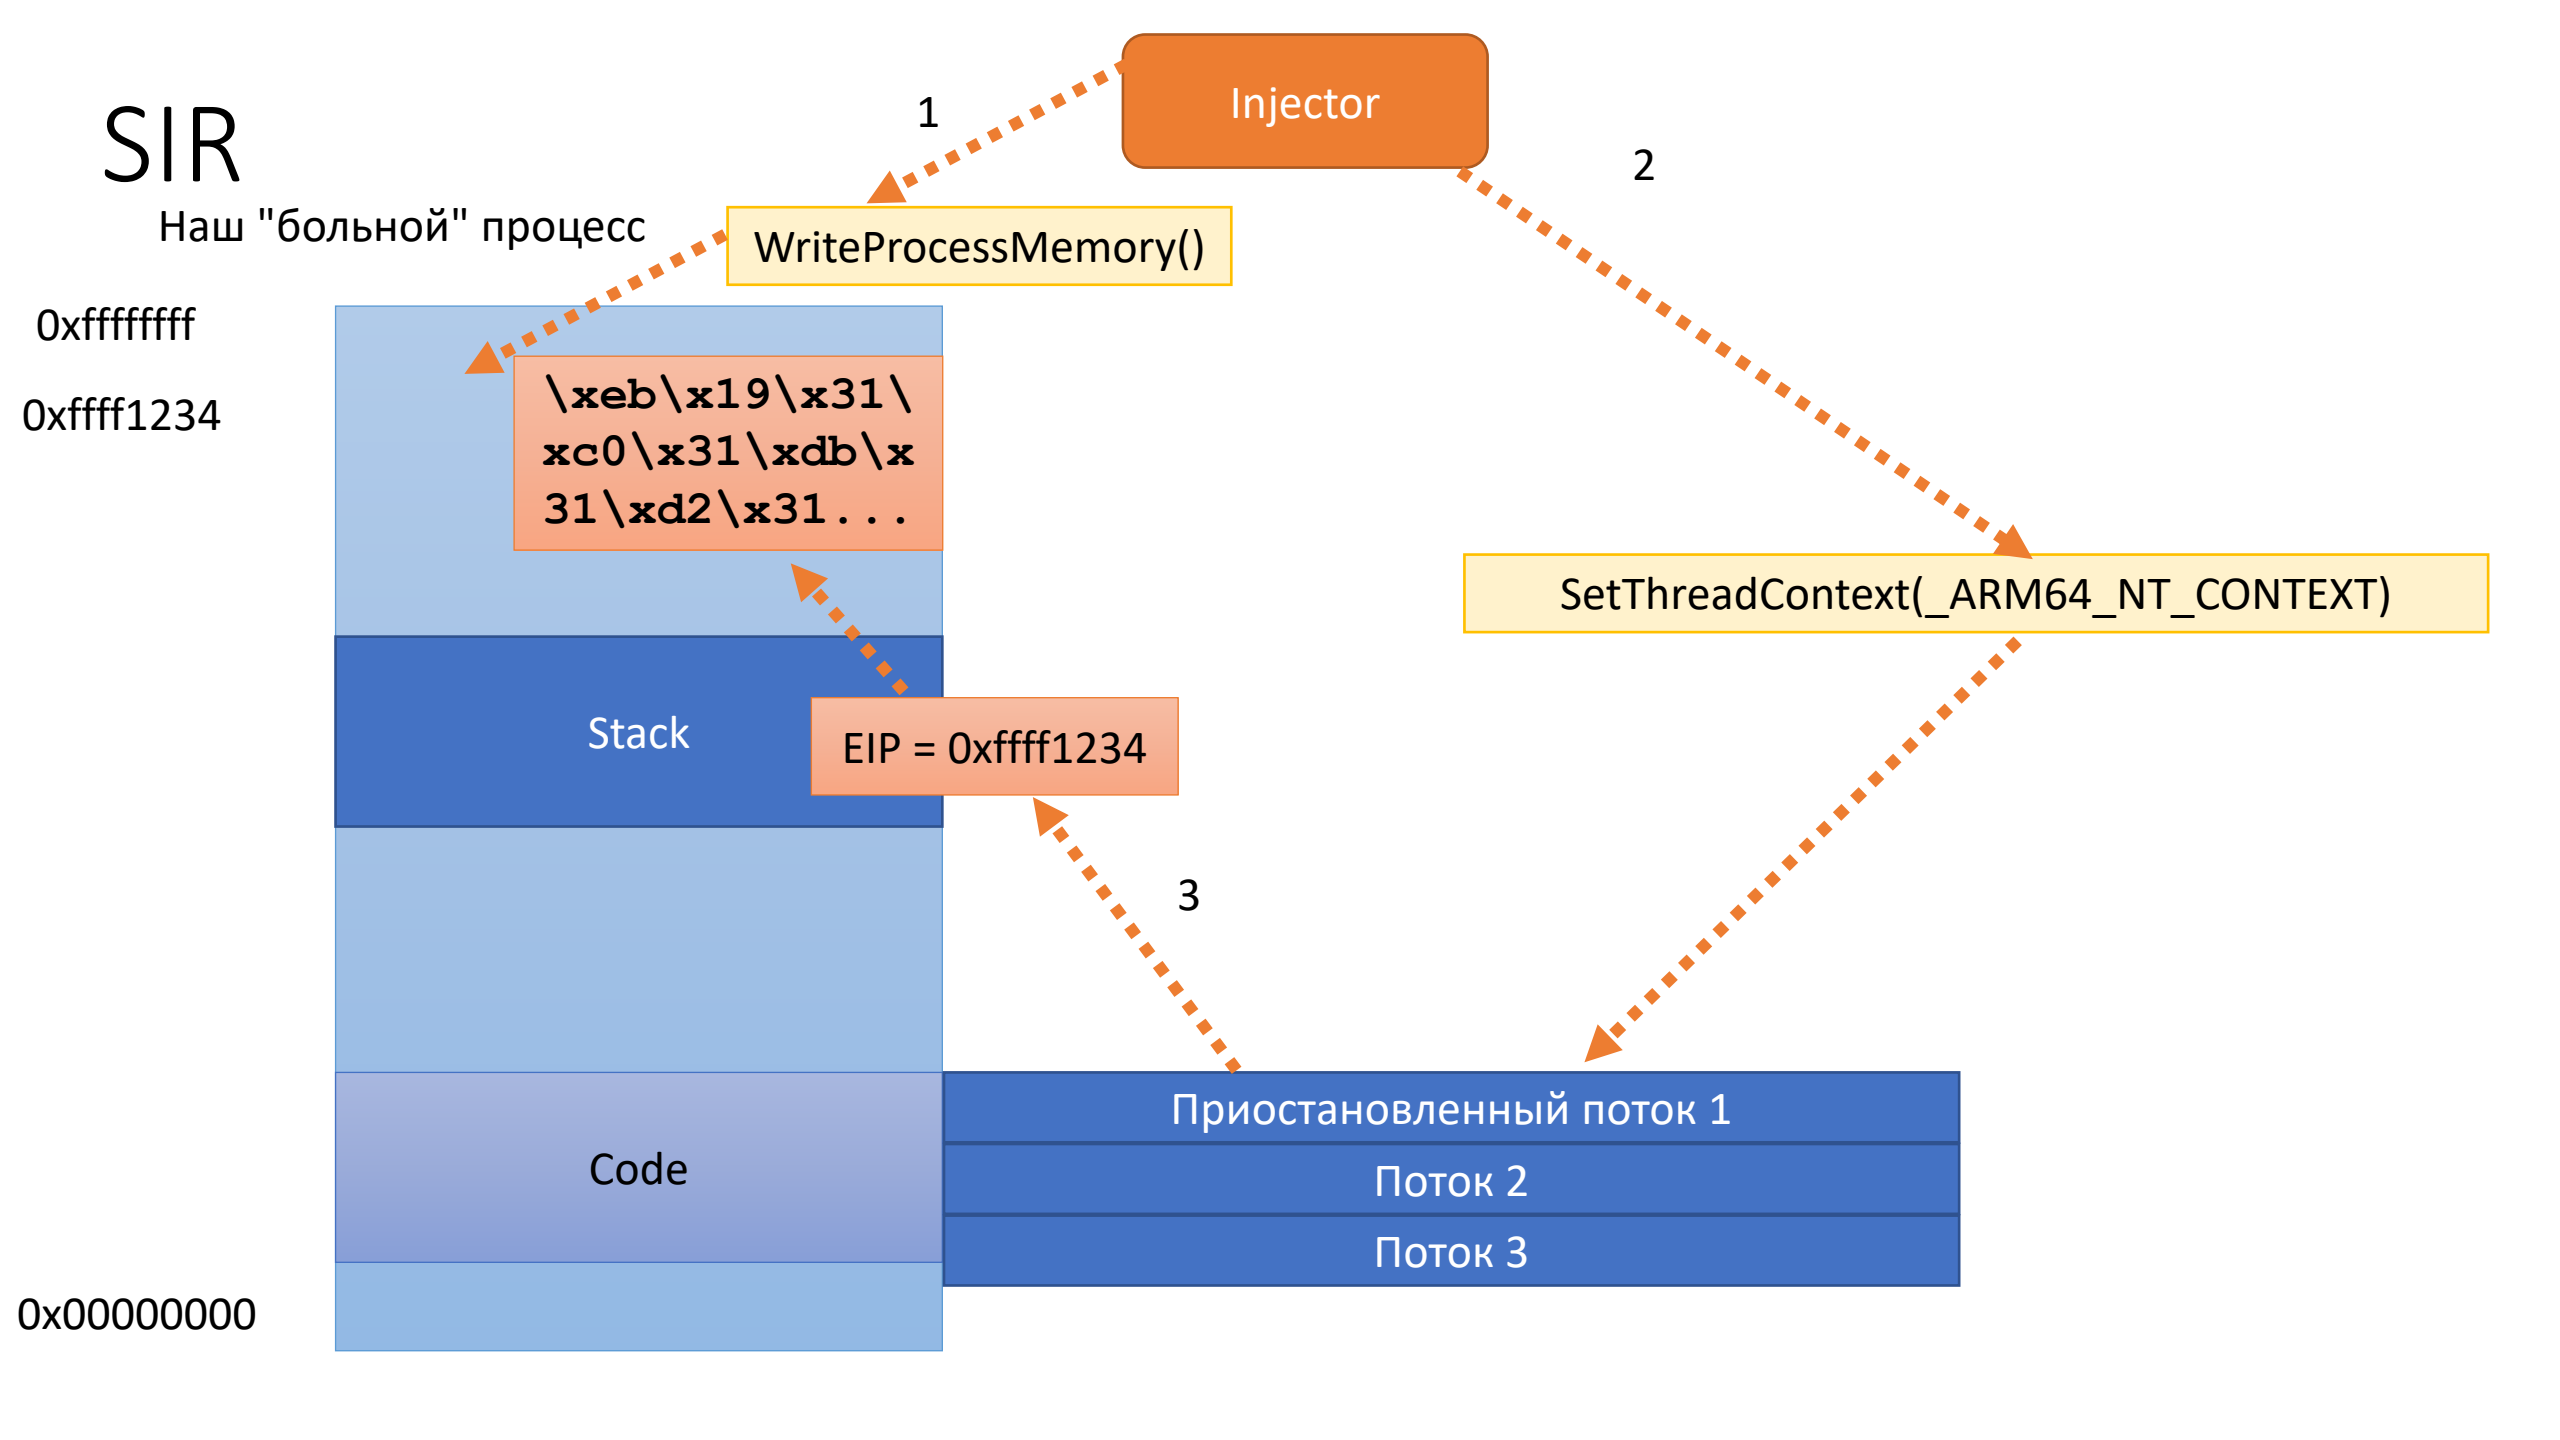 SIR
Наш "больной" процесс
Injector
1
2
WriteProcessMemory()
0xffffffff
0xffff1234
\xeb\x19\x31\
xc0\x31\xdb\x
31\xd2\x31...
SetThreadContext(_ARM64_NT_CONTEXT)
Stack
EIP = 0xffff1234
3
Приостановленный поток 1
Code
Поток 2
Поток 3
0x00000000